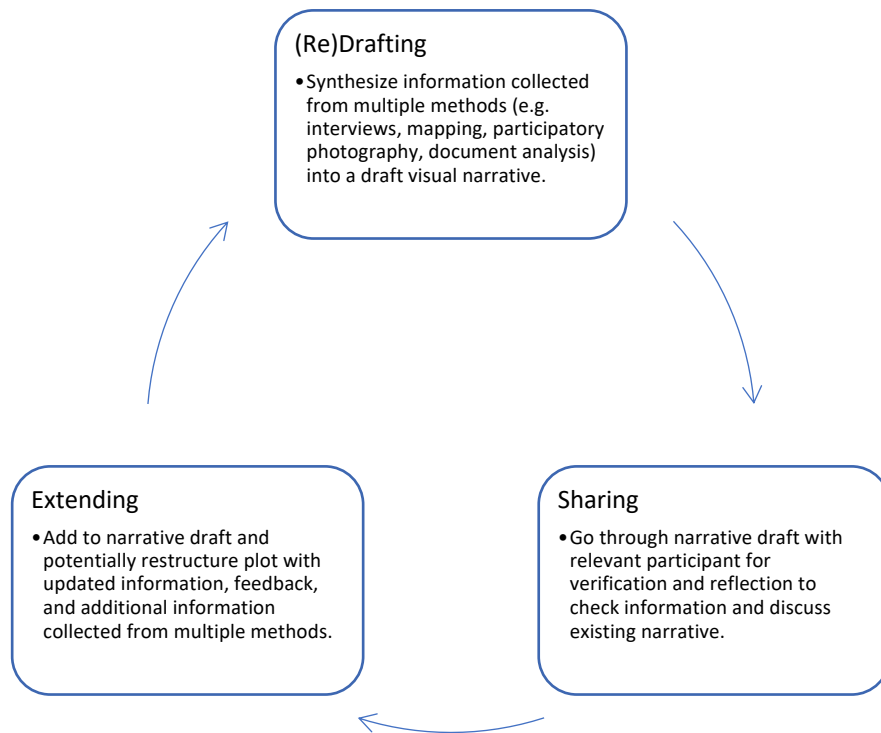 (Re)Drafting
•Synthesize information collected
from multiple methods (e.g.
interviews, mapping, participatory
photography, document analysis)
into a draft visual narrative.
Extending
•Add to narrative draft and
potentially restructure plot with
updated information, feedback,
and additional information
collected from multiple methods.
Sharing
•Go through narrative draft with
relevant participant for
verification and reflection to
check information and discuss
existing narrative.